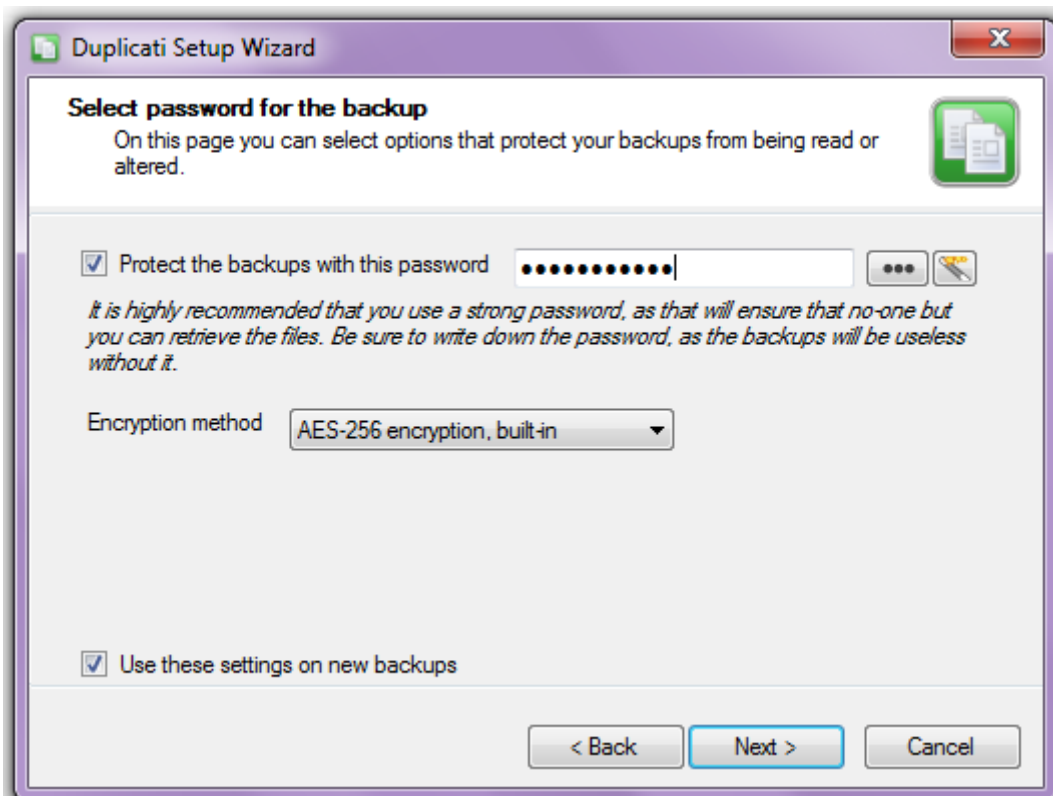 Duplicati Setup Wizard
Select password for the backup
On this page you can select options that protect your backups from being read or
altered.
Protect the backups with this password
It is highly recommended that you use a strong password, as that will ensure that no-one but
you can retrieve the files. Be sure to write down the password, as the backups will be useless
without it.
Encryption method AES-256 encryption, built-in
Use these settings on new backups
< Back Next > Cancel